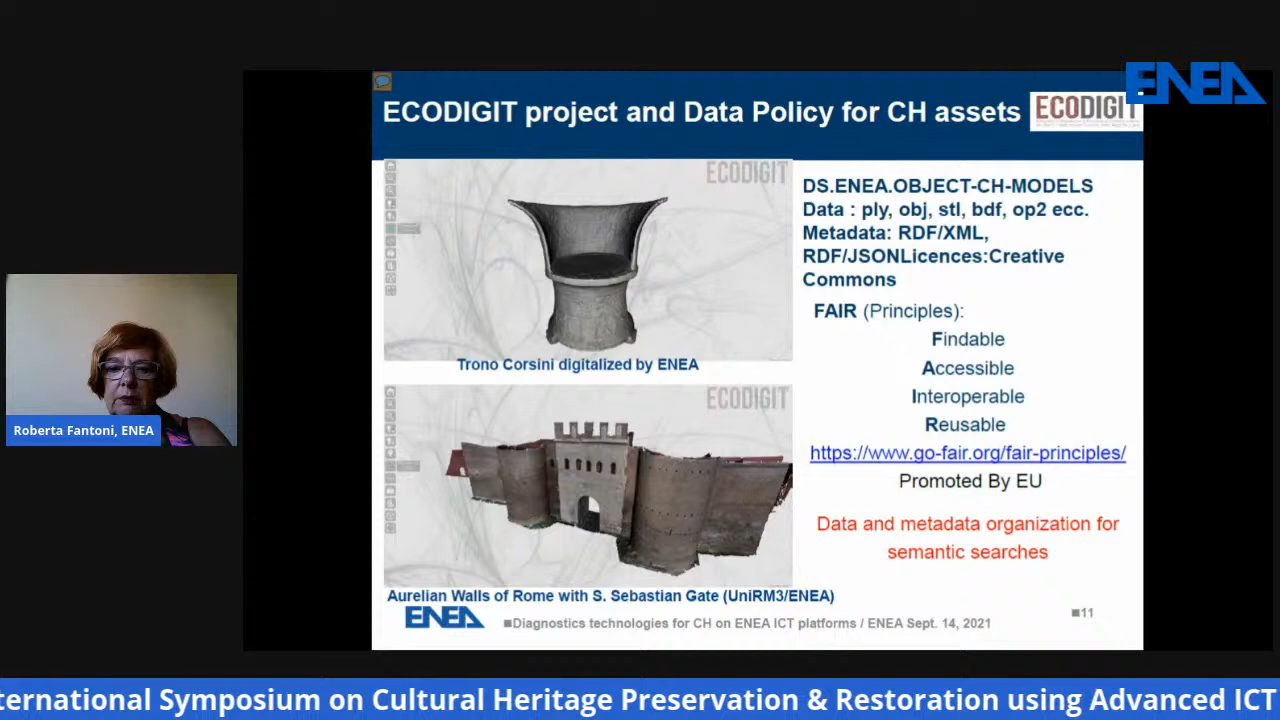 ENEA
ECODIGIT project and Data Policy for CH assets
ECODIGIT
ECODIGIT
Trono Corsini digitalized by ENEA
ECODIGIT
Aurelian Walls of Rome with S. Sebastian Gate (UniRM3/ENEA)
DS.ENEA.OBJECT-CH-MODELS
Data : ply, obj, stl, bdf, op2 ecc.
Metadata: RDF/XML,
RDF/JSONLicences:Creative
Commons
FAIR (Principles):
Findable
Accessible
Interoperable
Reusable
https://www.go-fair.org/fair-principles/
Promoted By EU
Data and metadata organization for
semantic searches
ENEA
Diagnostics technologies for CH on ENEA ICT platforms / ENEA Sept. 14, 2021
11
Roberta Fantoni, ENEA
ternational Symposium on Cultural Heritage Preservation & Restoration using Advanced ICT